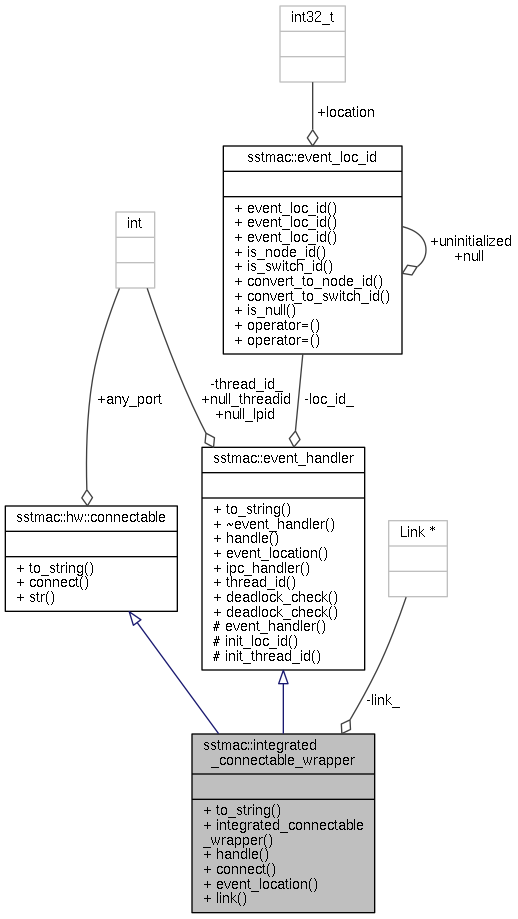 int32_t
+location
sstmac::event_loc_id
+ event_loc_id()
+ event_loc_id()
+ event_loc_id()
+ is_node_id()
+ is_switch_id()
+ convert_to_node_id()
+ convert_to_switch_id()
+ is_null()
+ operator=()
+ operator=()
+uninitialized
+null
int
+any_port
-thread_id_
+null_threadid
+null_lpid
-loc_id_
sstmac::event_handler
+ to_string()
+ ~event_handler()
+ handle()
+ event_location()
+ ipc_handler()
+ thread_id()
+ deadlock_check()
+ deadlock_check()
# event_handler()
# init_loc_id()
# init_thread_id()
sstmac::hw::connectable
+ to_string()
+ connect()
+ str()
Link *
-link_
sstmac::integrated
_connectable_wrapper
+ to_string()
+ integrated_connectable
_wrapper()
+ handle()
+ connect()
+ event_location()
+ link()